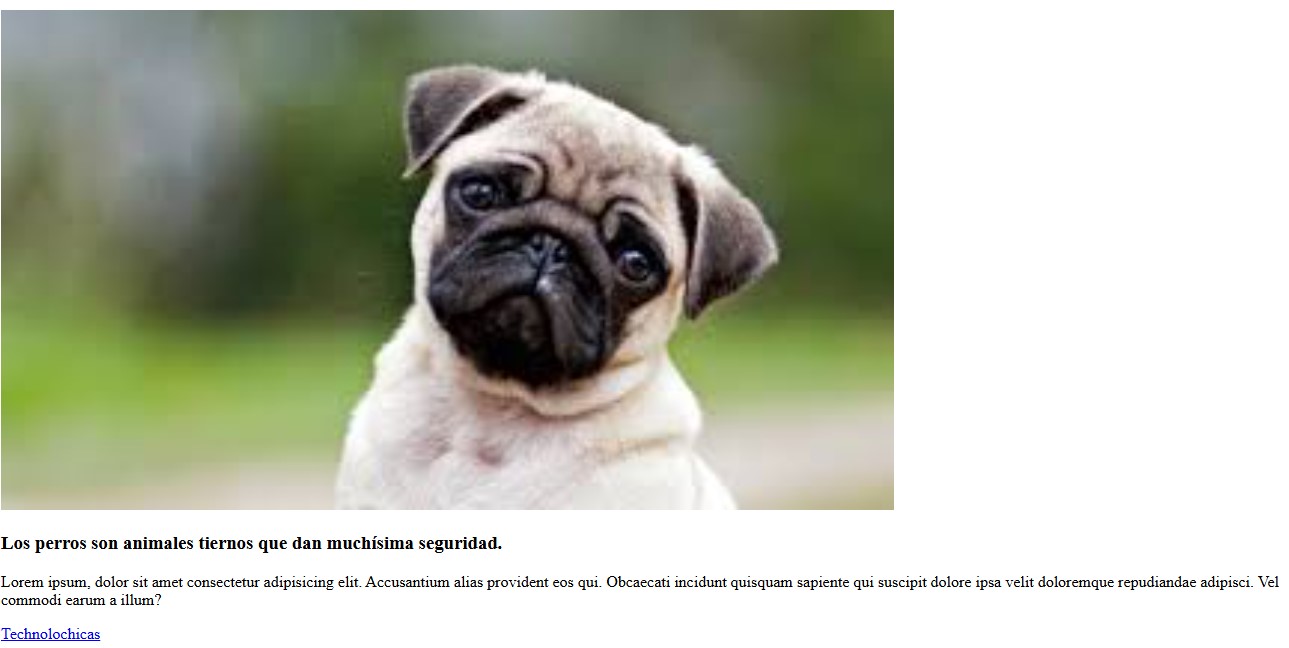 Los perros son animales tiernos que dan muchísima seguridad.
Lorem ipsum, dolor sit amet consectetur adipisicing elit. Accusantium alias provident eos qui. Obcaecati incidunt quisquam sapiente qui suscipit dolore ipsa velit doloremque repudiandae adipisci. Vel
commodi earum a illum?
Technolochicas